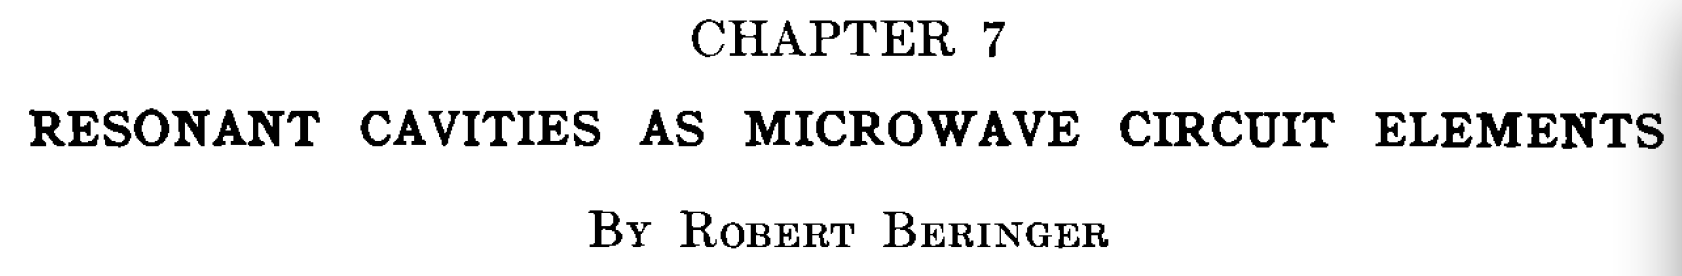 CHAPTER 7
RESONANT CAVITIES AS MICROWAVE CIRCUIT ELEMENTS
BY ROBERT BERINGER